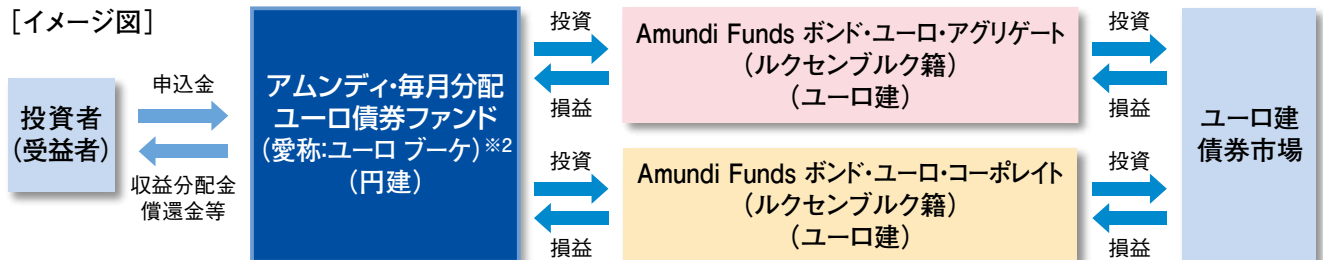 [イメージ図]
投資者
(受益者)
申込金
収益分配金
償還金等
アムンディ・毎月分配
ユーロ債券ファンド
(愛称:ユーロ ブーケ)※2
(円建)
投資
損益
投資
損益
Amundi Funds ボンド・ユーロ・アグリゲート
(ルクセンブルク籍)
(ユーロ建)
Amundi Funds ボンド・ユーロ・コーポレイト
(ルクセンブルク籍)
(ユーロ建)
投資
損益
投資
損益
ユーロ建
債券市場